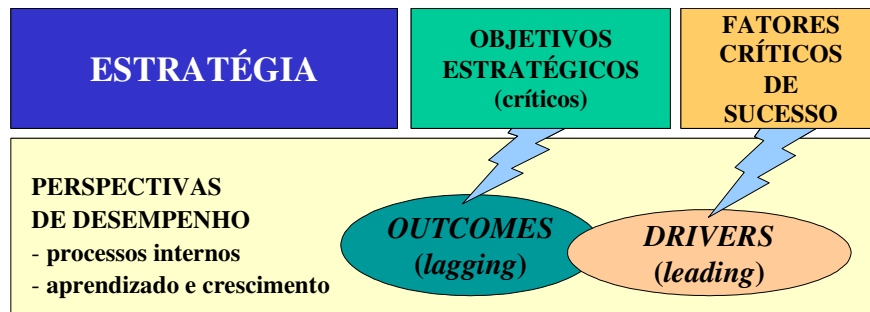 ESTRATÉGIA
OBJETIVOS
ESTRATÉGICOS
(críticos)
FATORES
CRÍTICOS
DE
SUCESSO
PERSPECTIVAS
DE DESEMPENHO
- processos internos
- aprendizado e crescimento
OUTCOMES
(lagging)
DRIVERS
(leading)